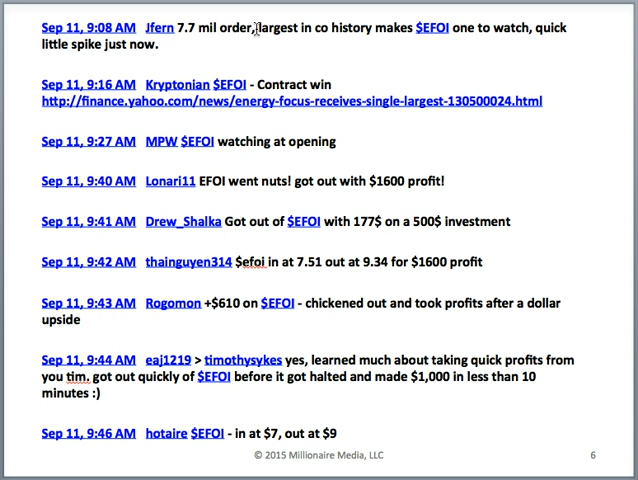 Sep 11, 9:08 AM Jfern 7.7 mil order, largest in co history makes $EFOI one to watch, quick
little spike just now.
Sep 11, 9:16 AM Kryptonian $EFOI - Contract win
http://finance.yahoo.com/news/energy-focus-receives-single-largest-130500024.html
Sep 11, 9:27 AM MPW $EFOI watching at opening
Sep 11, 9:40 AM Lonari11 EFOI went nuts! got out with $1600 profit!
Sep 11, 9:41 AM Drew_Shalka Got out of $EFOI with 177$ on a 500$ investment
Sep 11, 9:42 AM thainguyen314 $efoi in at 7.51 out at 9.34 for $1600 profit
Sep 11, 9:43 AM Rogomon +$610 on $EFOI - chickened out and took profits after a dollar
upside
Sep 11, 9:44 AM eaj1219 > timothysykes yes, learned much about taking quick profits from
you tim. got out quickly of $EFOI before it got halted and made $1,000 in less than 10
minutes :)
Sep 11, 9:46 AM hotaire $EFOI - in at $7, out at $9
© 2015 Millionaire Media, LLC
6